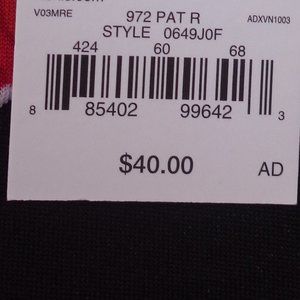 V03MRE 972 PAT R ADXVN1003
STYLE 0649J0F
424 60 68
8 85402 99642 3
$40.00 AD